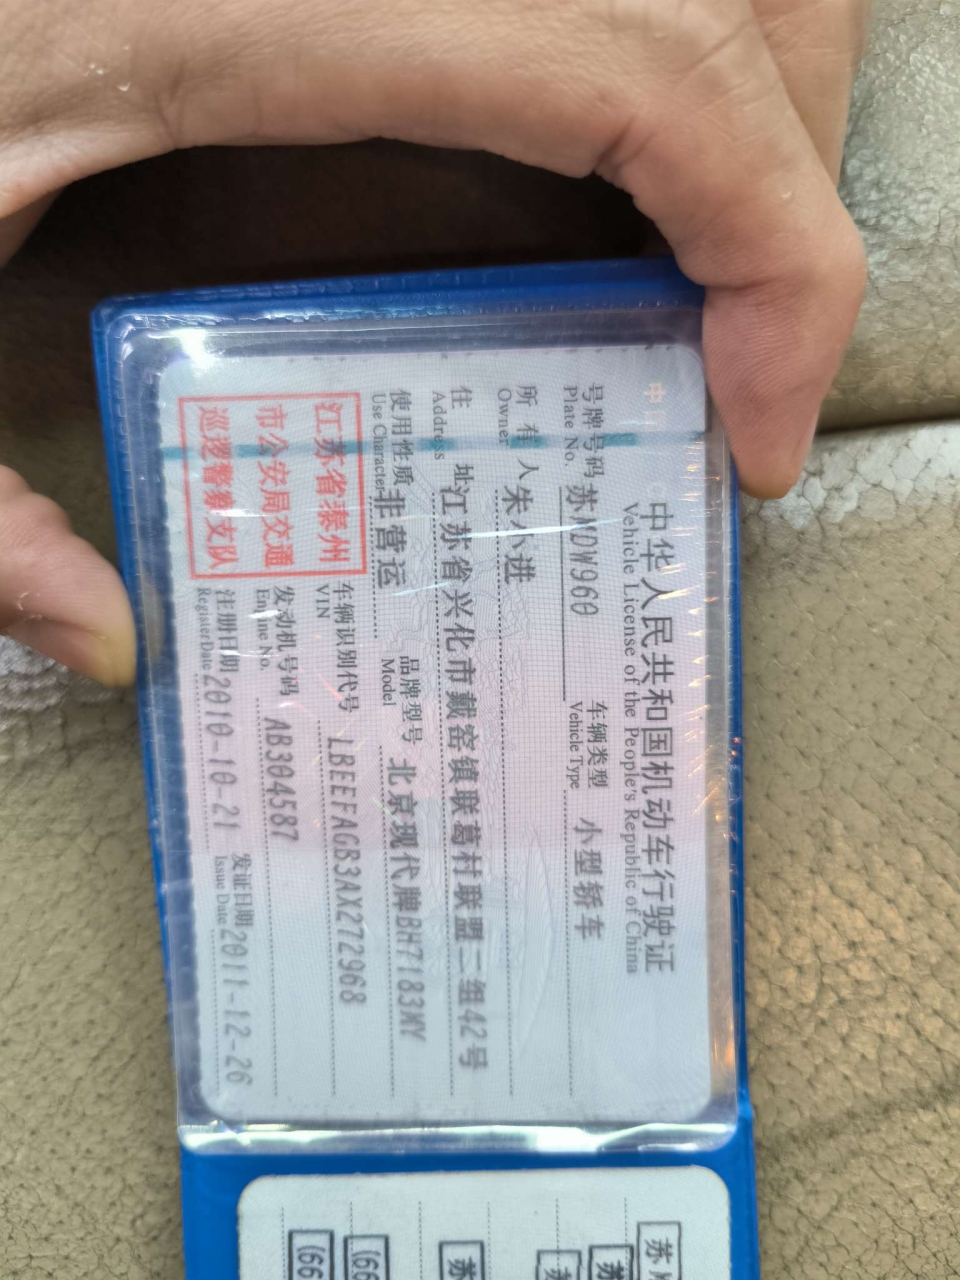 中华人民共和国机动车行驶证
Vehicle License of the People's Republic of China
号牌号码 苏MDW960 车辆类型 小型轿车
Plate No. Vehicle Type
所有人 朱小进
Owner
住址 江苏省兴化市戴窑镇联葛村联盟二组42号
Address
使用性质 非营运 品牌型号 北京现代牌BH7183MY
Use Character Model
江苏省泰州
市公安局交通
巡逻警察支队
车辆识别代号 LBEEFAGB3AX272968
VIN
发动机号码 AB304587
Engine No.
注册日期 2010-10-21 发证日期 2011-12-26
Register Date Issue Date
苏
苏
苏
苏
(66
(66